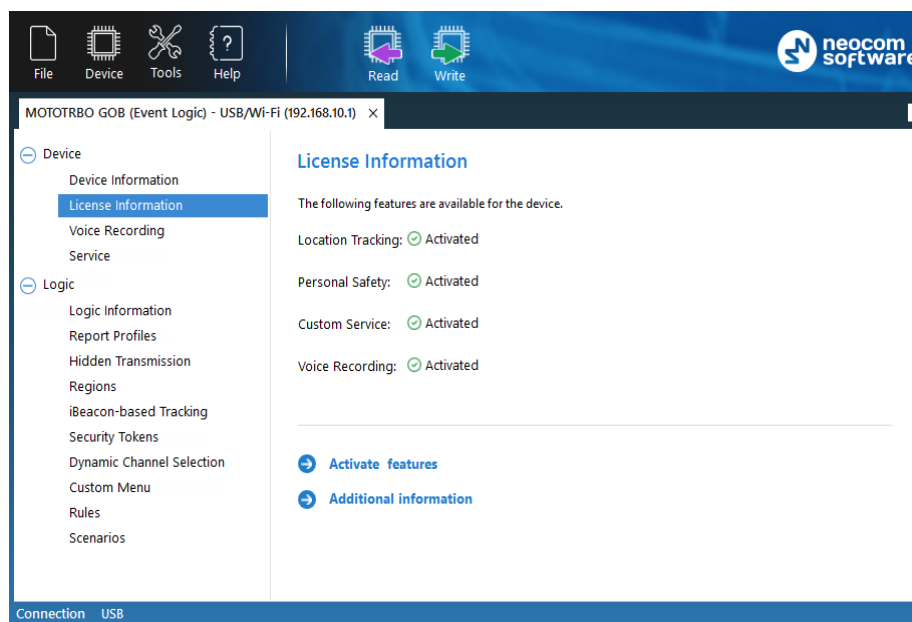 File Device Tools Help Read Write
neocom
software
MOTOTRBO GOB (Event Logic) - USB/Wi-Fi (192.168.10.1)
Device
Device Information
License Information
Voice Recording
Service
Logic
Logic Information
Report Profiles
Hidden Transmission
Regions
iBeacon-based Tracking
Security Tokens
Dynamic Channel Selection
Custom Menu
Rules
Scenarios
License Information
The following features are available for the device.
Location Tracking: Activated
Personal Safety: Activated
Custom Service: Activated
Voice Recording: Activated
Activate features
Additional information
Connection USB